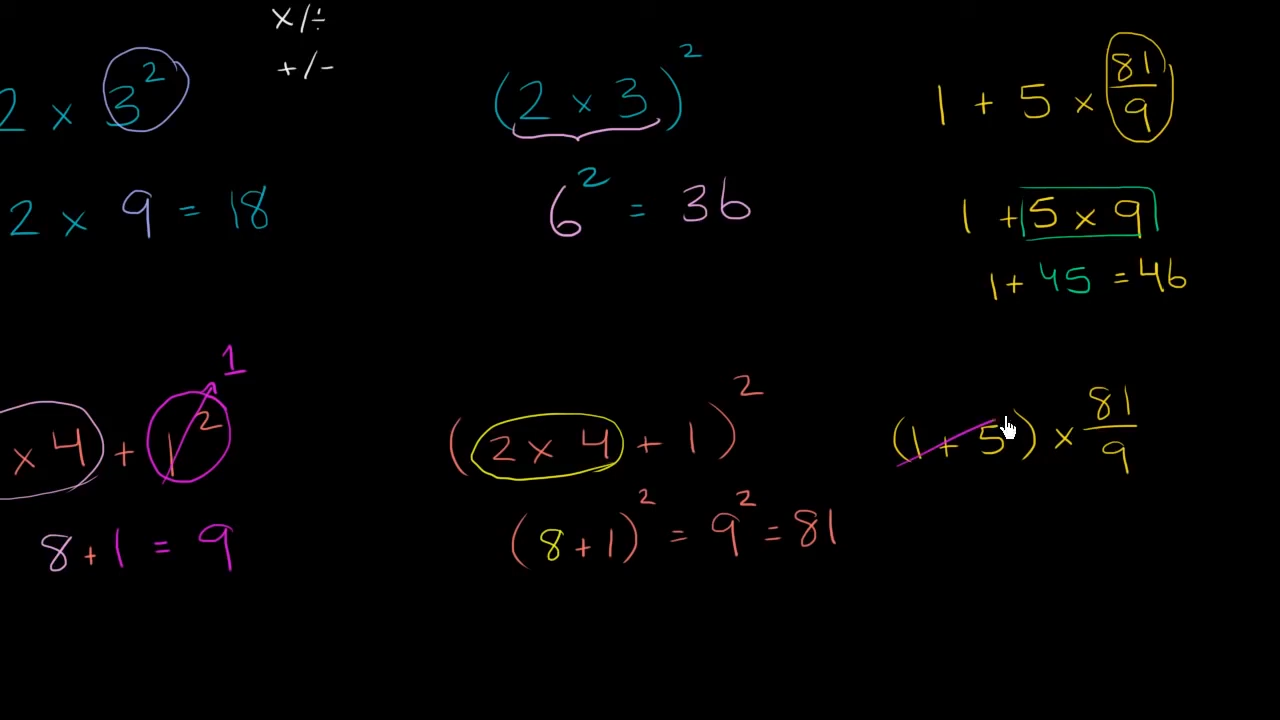 ×/÷
+/-
2 × 3²
2 × 9 = 18
(2 × 3)²
6² = 36
1 + 5 × 81/9
1 + 5 × 9
1 + 45 = 46
1
× 4 + 1²
8 + 1 = 9
(2 × 4 + 1)²
(8 + 1)² = 9² = 81
(1 + 5) × 81/9